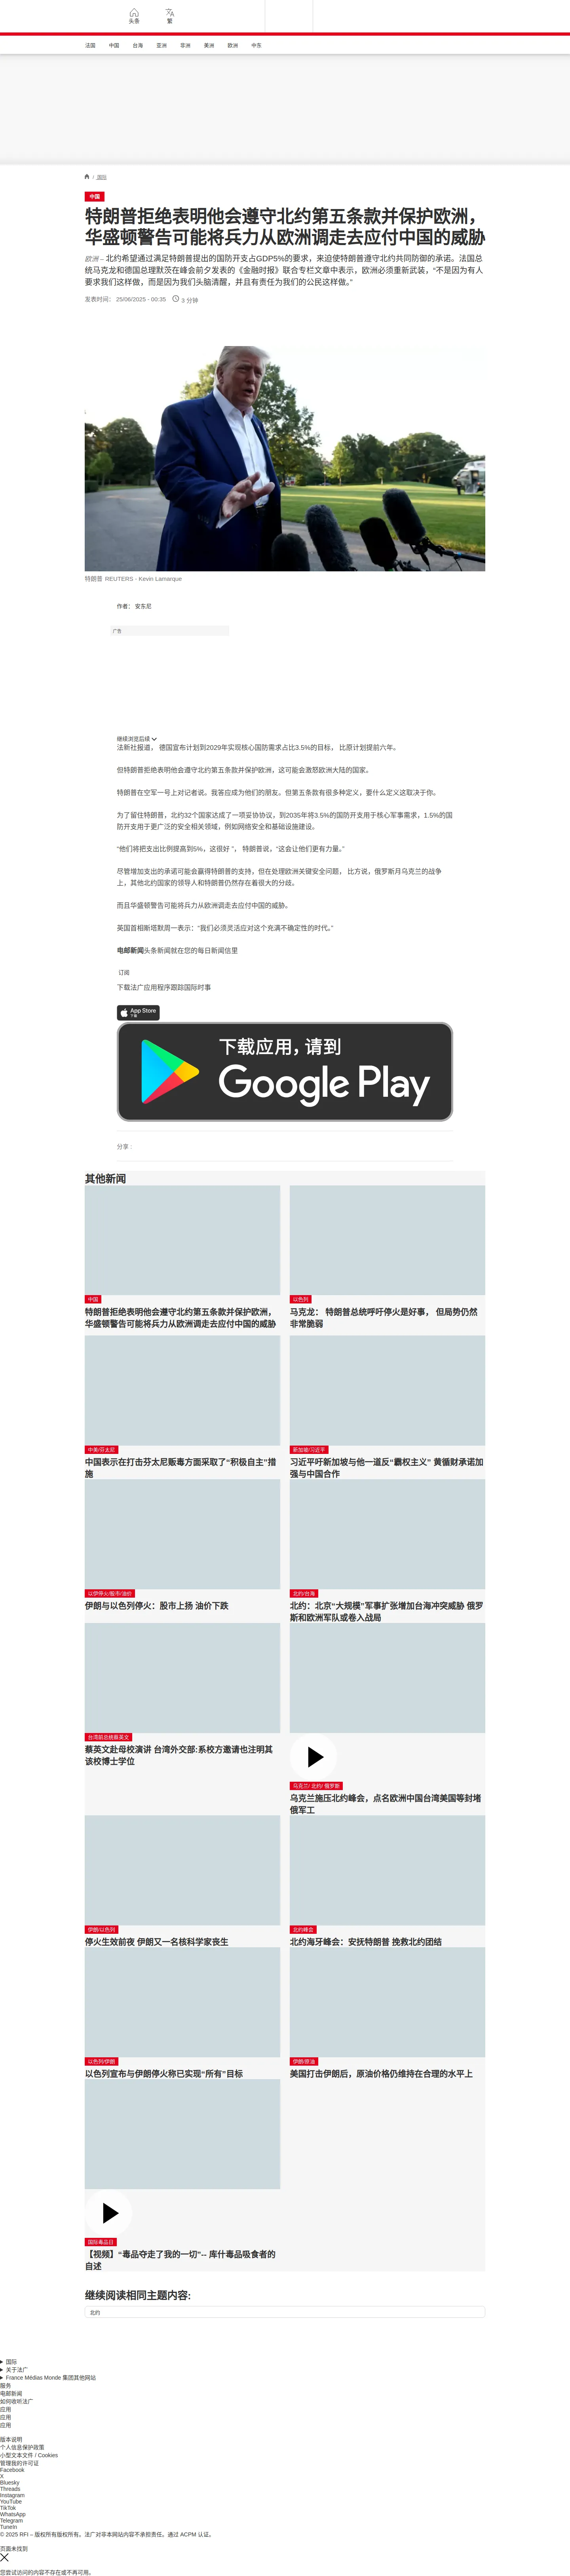 头条
繁
法国 中国 台湾 亚洲 非洲 美洲 欧洲 中东
/ 国际
中国
特朗普拒绝表明他会遵守北约第五条款并保护欧洲，
华盛顿警告可能将兵力从欧洲调走去应付中国的威胁
欧洲 – 北约希望通过满足特朗普提出的国防开支占GDP5%的要求，来迫使特朗普遵守北约共同防御的承诺。法国总
统马克龙和德国总理默茨在峰会前夕发表的《金融时报》联合专栏文章中表示，欧洲必须重新武装，“不是因为有人
要求我们这样做，而是因为我们头脑清醒，并且有责任为我们的公民这样做。”
发表时间： 25/06/2025 - 00:35 3 分钟
特朗普 REUTERS - Kevin Lamarque
作者： 安东尼
广告
继续浏览后续
法新社报道， 德国宣布计划到2029年实现核心国防需求占比3.5%的目标， 比原计划提前六年。
但特朗普拒绝表明他会遵守北约第五条款并保护欧洲，这可能会激怒欧洲大陆的国家。
特朗普在空军一号上对记者说。我答应成为他们的朋友。但第五条款有很多种定义，要什么定义这取决于你。
为了留住特朗普，北约32个国家达成了一项妥协协议，到2035年将3.5%的国防开支用于核心军事需求，1.5%的国
防开支用于更广泛的安全相关领域，例如网络安全和基础设施建设。
“他们将把支出比例提高到5%，这很好 ”， 特朗普说，“这会让他们更有力量。”
尽管增加支出的承诺可能会赢得特朗普的支持，但在处理欧洲关键安全问题， 比方说，俄罗斯月乌克兰的战争
上，其他北约国家的领导人和特朗普仍然存在着很大的分歧。
而且华盛顿警告可能将兵力从欧洲调走去应付中国的威胁。
英国首相斯塔默周一表示：“我们必须灵活应对这个充满不确定性的时代。”
电邮新闻头条新闻就在您的每日新闻信里
订阅
下载法广应用程序跟踪国际时事
App Store
下载
下载应用，请到
Google Play
分享 :
其他新闻
中国
特朗普拒绝表明他会遵守北约第五条款并保护欧洲，
华盛顿警告可能将兵力从欧洲调走去应付中国的威胁
以色列
马克龙： 特朗普总统呼吁停火是好事， 但局势仍然
非常脆弱
中美/芬太尼
中国表示在打击芬太尼贩毒方面采取了“积极自主”措
施
新加坡/习近平
习近平吁新加坡与他一道反“霸权主义” 黄循财承诺加
强与中国合作
以伊停火/股市/油价
伊朗与以色列停火：股市上扬 油价下跌
北约/台海
北约：北京“大规模”军事扩张增加台海冲突威胁 俄罗
斯和欧洲军队或卷入战局
台湾前总统蔡英文
蔡英文赴母校演讲 台湾外交部:系校方邀请也注明其
该校博士学位
乌克兰/ 北约/ 俄罗斯
乌克兰施压北约峰会，点名欧洲中国台湾美国等封堵
俄军工
伊朗/以色列
停火生效前夜 伊朗又一名核科学家丧生
北约峰会
北约海牙峰会：安抚特朗普 挽救北约团结
以色列/伊朗
以色列宣布与伊朗停火称已实现“所有”目标
伊朗/原油
美国打击伊朗后，原油价格仍维持在合理的水平上
国际毒品日
【视频】“毒品夺走了我的一切”-- 库什毒品吸食者的
自述
继续阅读相同主题内容:
北约
国际
关于法广
France Médias Monde 集团其他网站
服务
电邮新闻
如何收听法广
应用
应用
应用
版本说明
个人信息保护政策
小型文本文件 / Cookies
管理我的许可证
Facebook
X
Bluesky
Threads
Instagram
YouTube
TikTok
WhatsApp
Telegram
TuneIn
© 2025 RFI – 版权所有版权所有。法广对非本网站内容不承担责任。通过 ACPM 认证。
页面未找到
您尝试访问的内容不存在或不再可用。